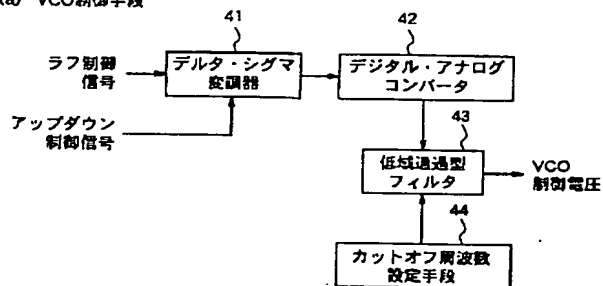 (a) VCO制御手段
41
42
ラフ制御
信号
デルタ・シグマ
変調器
デジタル・アナログ
コンバータ
アップダウン
制御信号
43
低域通過型
フィルタ
VCO
制御電圧
44
カットオフ周波数
設定手段